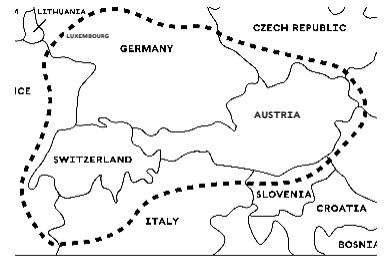 LITHUANIA
CZECH REPUBLIC
LUXEMBOURG
GERMANY
ICE
AUSTRIA
SWITZERLAND
SLOVENIA
CROATIA
ITALY
BOSNIA